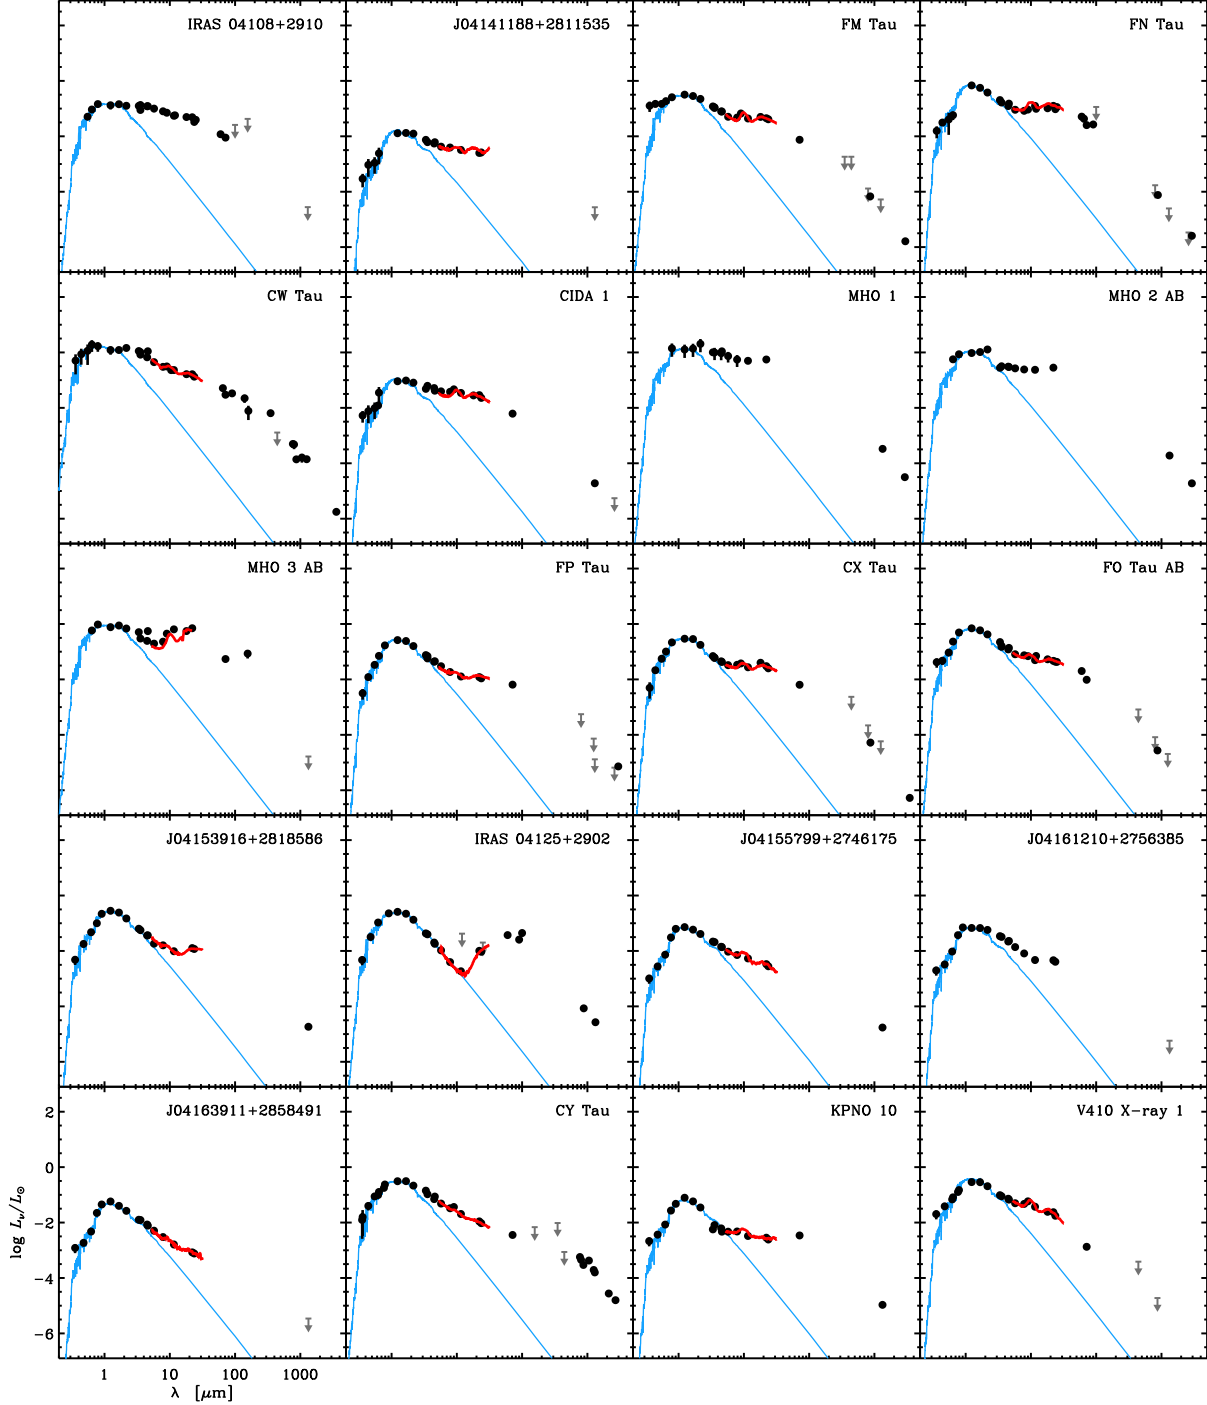 IRAS 04108+2910
J04141188+2811535
FM Tau
FN Tau
CW Tau
CIDA 1
MHO 1
MHO 2 AB
MHO 3 AB
FP Tau
CX Tau
FO Tau AB
J04153916+2818586
IRAS 04125+2902
J04155799+2746175
J04161210+2756385
J04163911+2858491
CY Tau
KPNO 10
V410 X-ray 1
2
0
−2
−4
−6
log Lν/L⊙
1 10 100 1000
λ [μm]